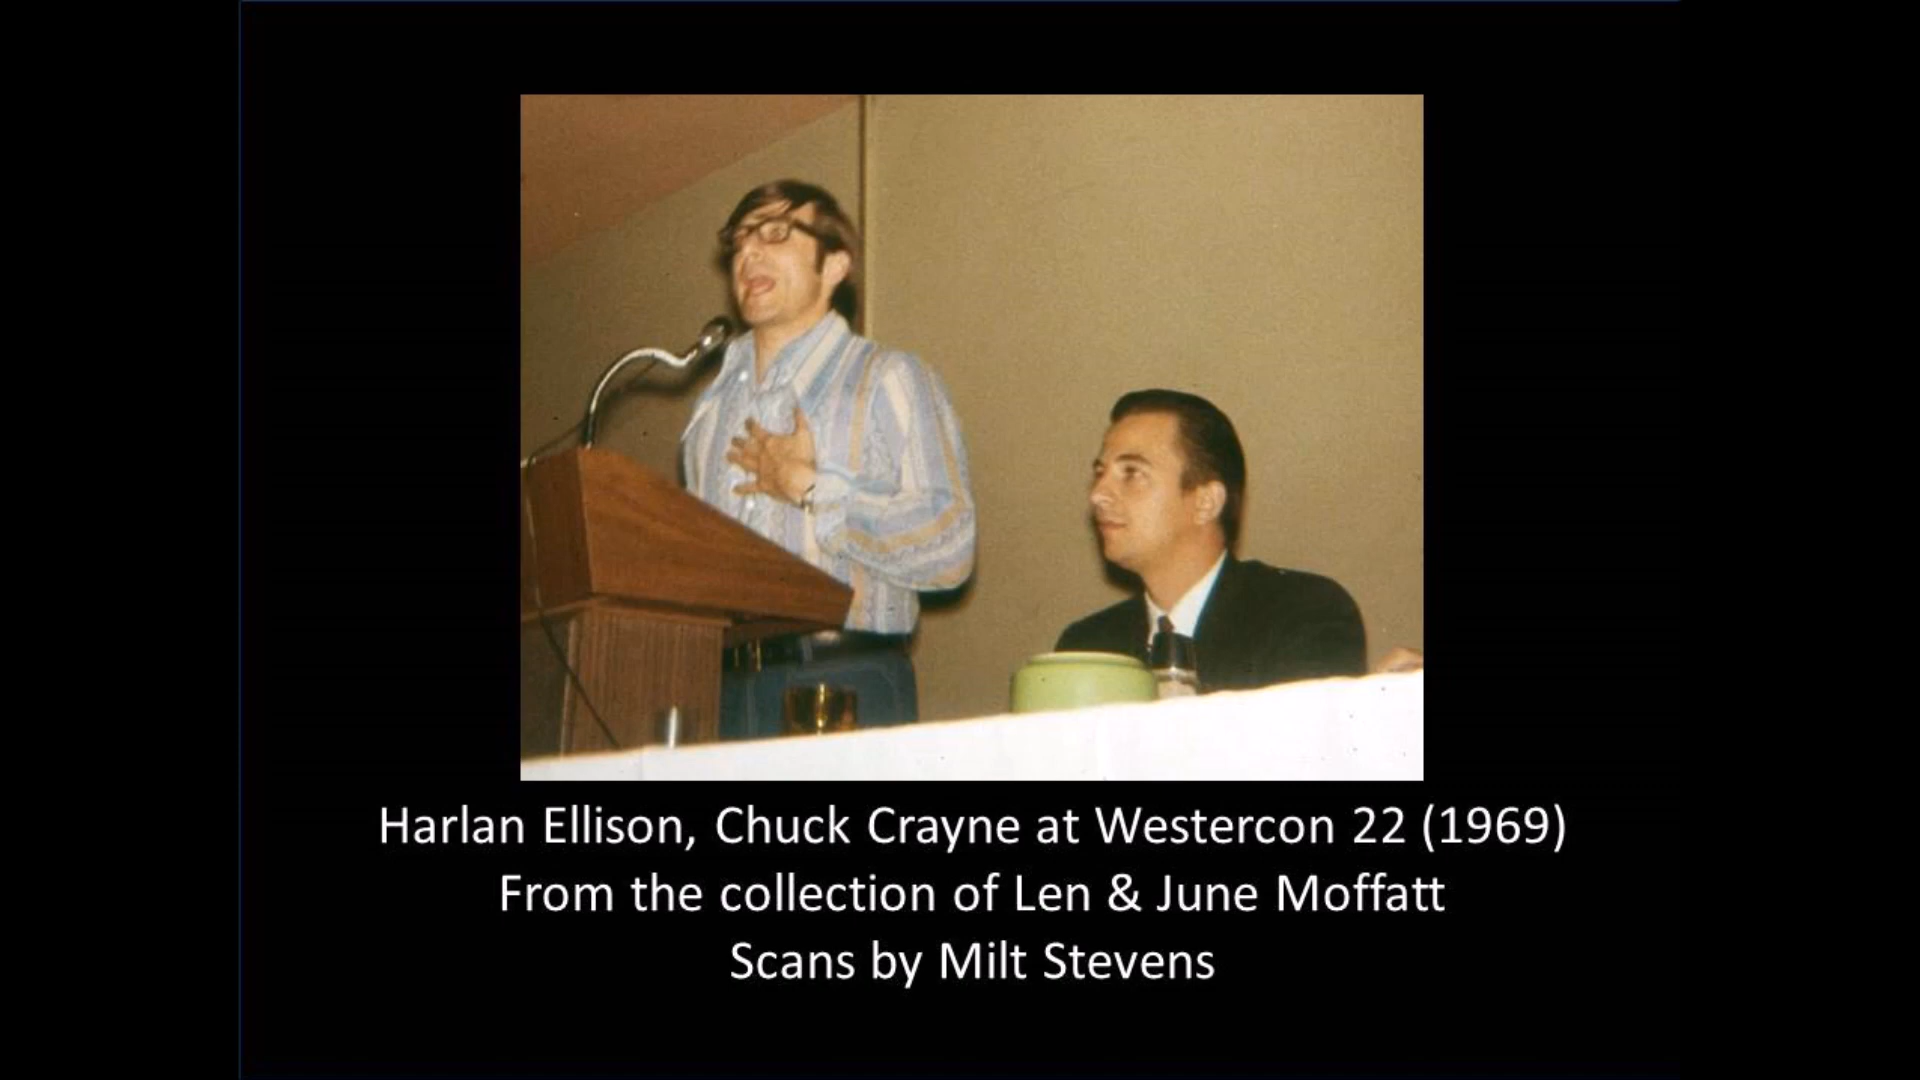 Harlan Ellison, Chuck Crayne at Westercon 22 (1969)
From the collection of Len & June Moffatt
Scans by Milt Stevens